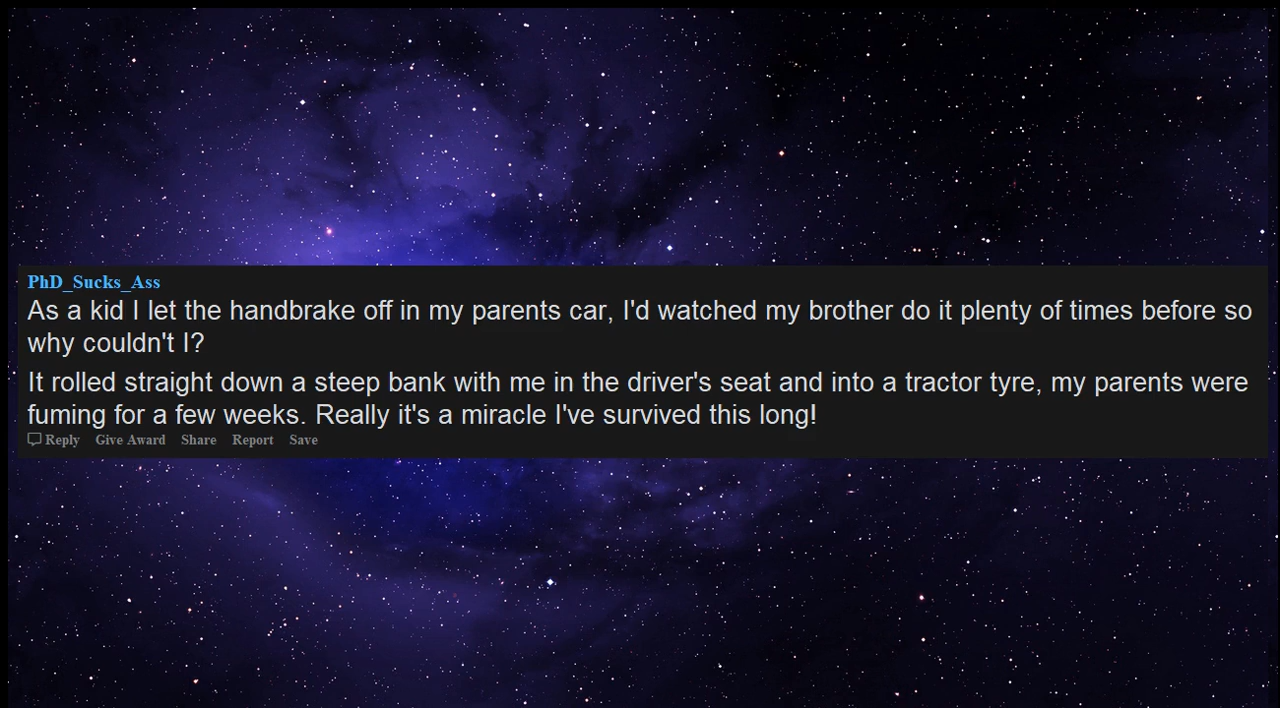 PhD_Sucks_Ass
As a kid I let the handbrake off in my parents car, I'd watched my brother do it plenty of times before so
why couldn't I?
It rolled straight down a steep bank with me in the driver's seat and into a tractor tyre, my parents were
fuming for a few weeks. Really it's a miracle I've survived this long!
Reply Give Award Share Report Save